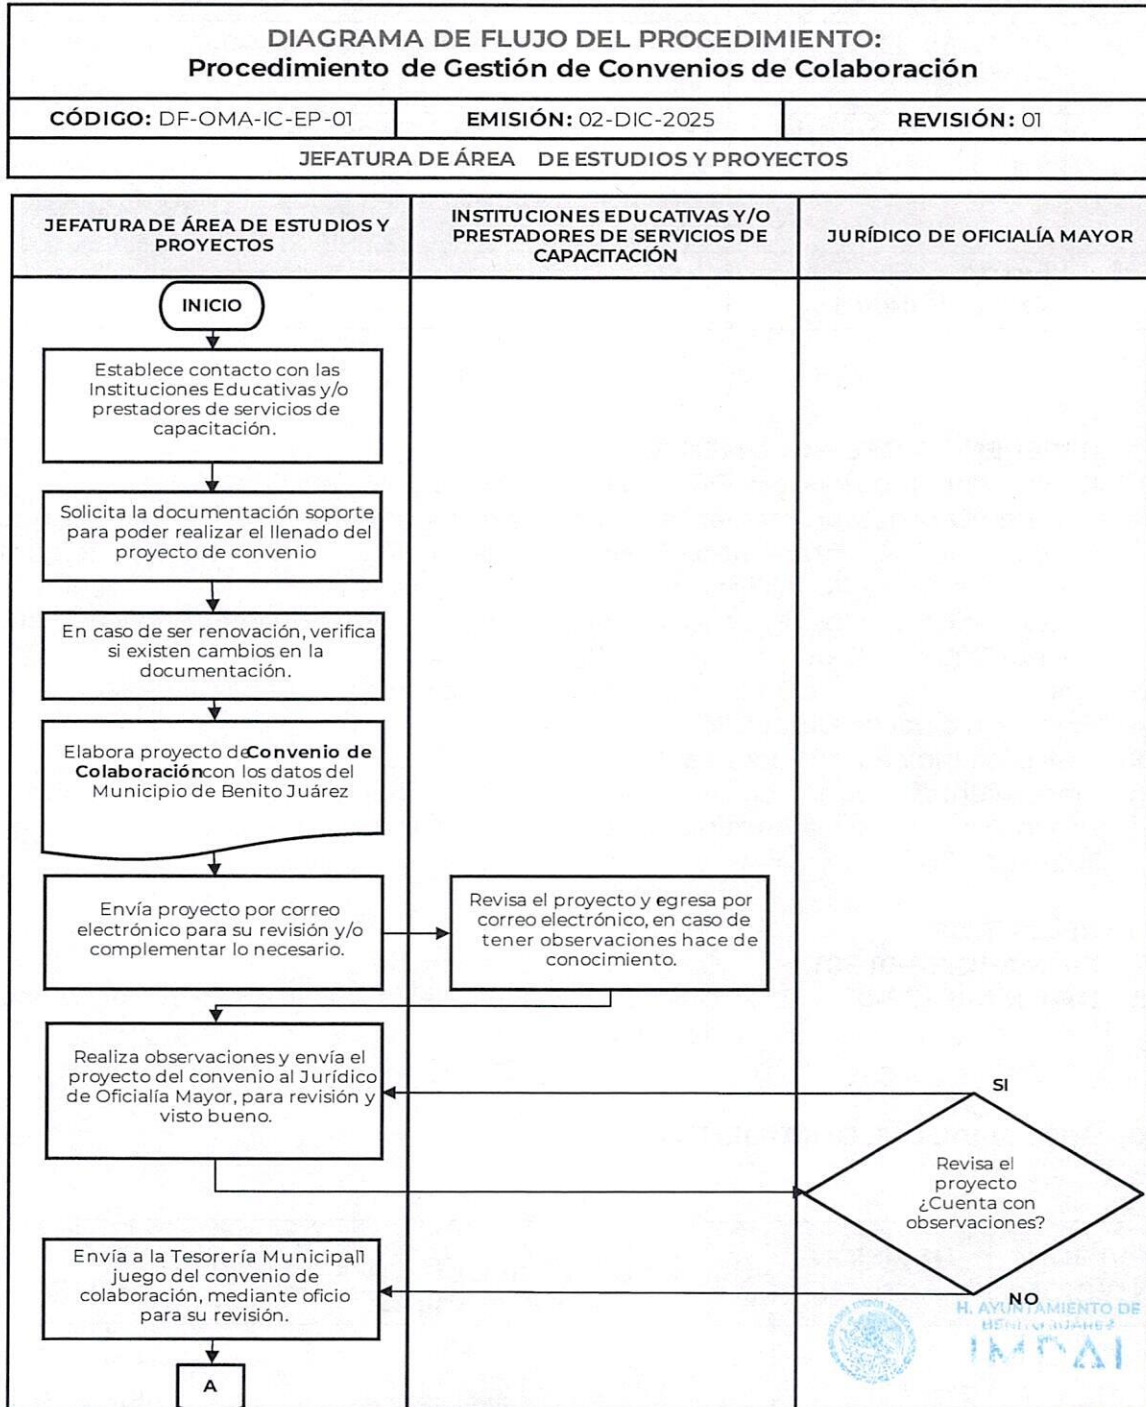 DIAGRAMA DE FLUJO DEL PROCEDIMIENTO:
Procedimiento de Gestión de Convenios de Colaboración
CÓDIGO: DF-OMA-IC-EP-01
EMISIÓN: 02-DIC-2025
REVISIÓN: 01
JEFATURA DE ÁREA DE ESTUDIOS Y PROYECTOS
JEFATURA DE ÁREA DE ESTUDIOS Y
PROYECTOS
INSTITUCIONES EDUCATIVAS Y/O
PRESTADORES DE SERVICIOS DE
CAPACITACIÓN
JURÍDICO DE OFICIALÍA MAYOR
INICIO
Establece contacto con las
Instituciones Educativas y/o
prestadores de servicios de
capacitación.
Solicita la documentación soporte
para poder realizar el llenado del
proyecto de convenio
En caso de ser renovación, verifica
si existen cambios en la
documentación.
Elabora proyecto de Convenio de
Colaboración con los datos del
Municipio de Benito Juárez
Envía proyecto por correo
electrónico para su revisión y/o
complementar lo necesario.
Revisa el proyecto y egresa por
correo electrónico, en caso de
tener observaciones hace de
conocimiento.
Realiza observaciones y envía el
proyecto del convenio al Jurídico
de Oficialía Mayor, para revisión y
visto bueno.
SI
Revisa el
proyecto
¿Cuenta con
observaciones?
Envía a la Tesorería Municipal 1
juego del convenio de
colaboración, mediante oficio
para su revisión.
NO
H. AYUNTAMIENTO DE
BENITO JUÁREZ
A